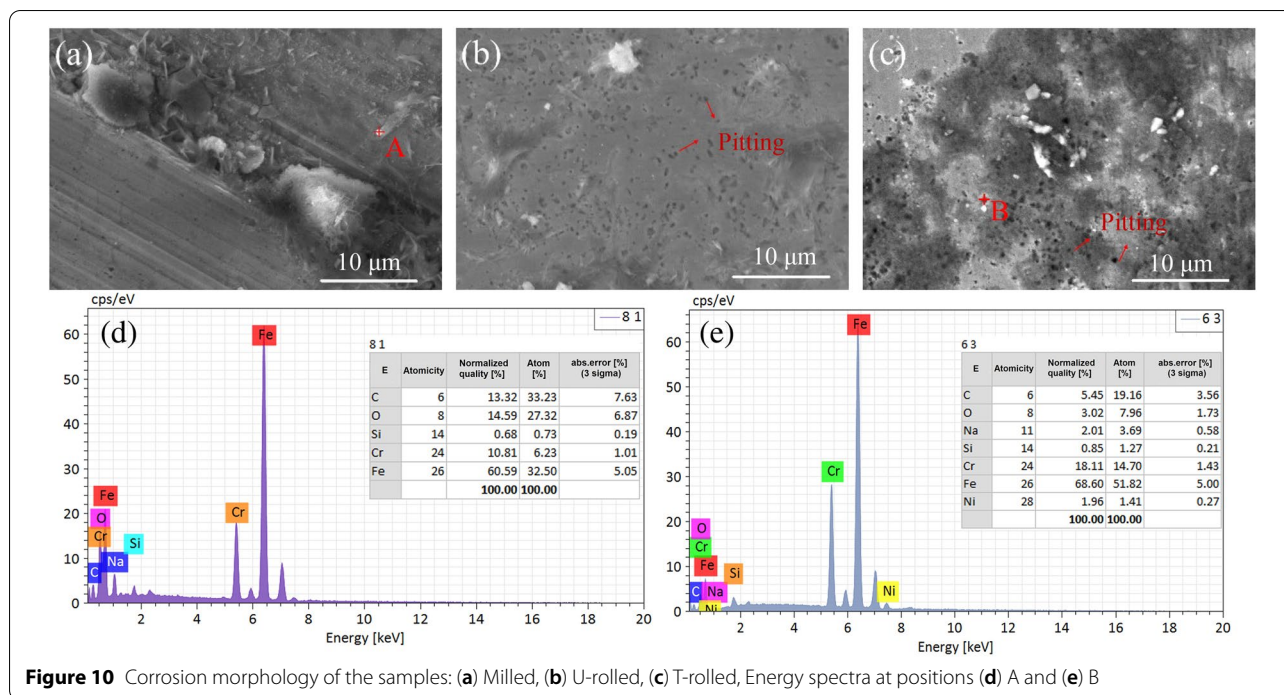 (a)
A
10 μm
(b)
Pitting
10 μm
(c)
B
Pitting
10 μm
cps/eV
(d)
8 1
8 1
E Atomicity Normalized quality [%] Atom [%] abs.error [%] (3 sigma)
C 6 13.32 33.23 7.63
O 8 14.59 27.32 6.87
Si 14 0.68 0.73 0.19
Cr 24 10.81 6.23 1.01
Fe 26 60.59 32.50 5.05
100.00 100.00
60
50
40
30
20
10
0
Fe
Fe
O
Cr
C
Na
Si
Cr
2 4 6 8 10 12 14 16 18 20
Energy [keV]
cps/eV
(e)
6 3
6 3
E Atomicity Normalized quality [%] Atom [%] abs.error [%] (3 sigma)
C 6 5.45 19.16 3.56
O 8 3.02 7.96 1.73
Na 11 2.01 3.69 0.58
Si 14 0.85 1.27 0.21
Cr 24 18.11 14.70 1.43
Fe 26 68.60 51.82 5.00
Ni 28 1.96 1.41 0.27
100.00 100.00
60
50
40
30
20
10
0
Fe
Cr
O
Cr
Fe
C
Na
Ni
Si
Ni
2 4 6 8 10 12 14 16 18 20
Energy [keV]
Figure 10 Corrosion morphology of the samples: (a) Milled, (b) U-rolled, (c) T-rolled, Energy spectra at positions (d) A and (e) B